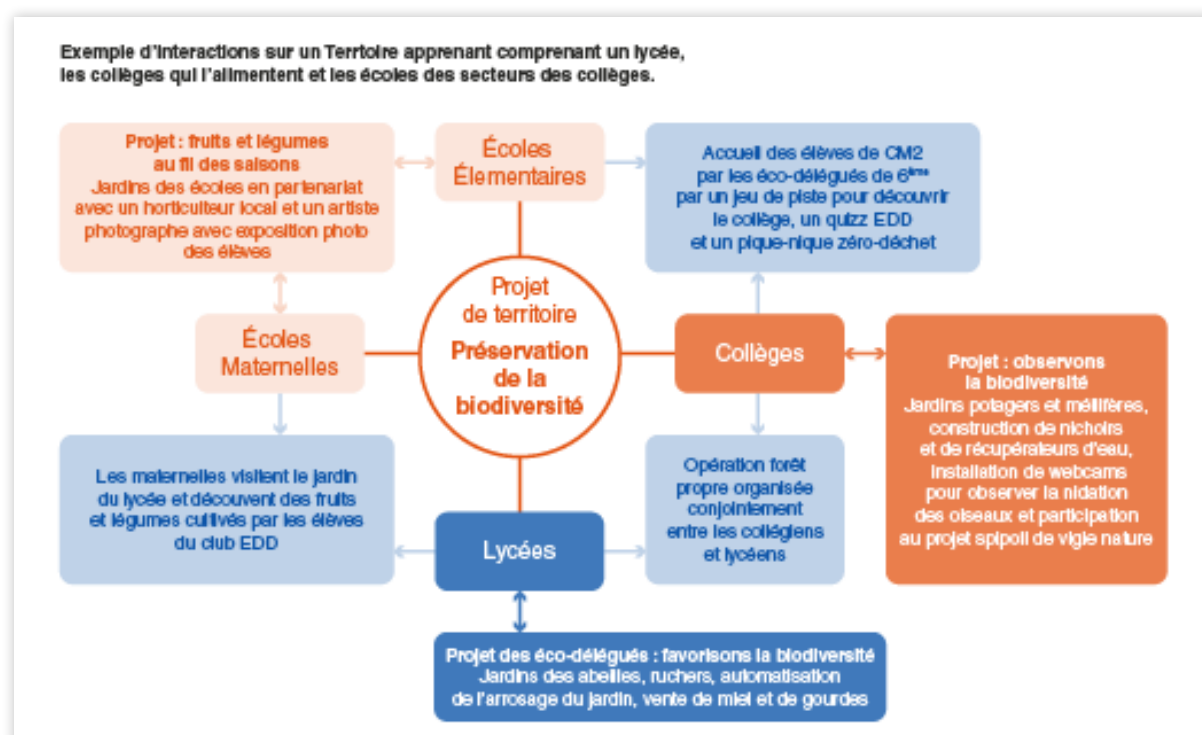 Exemple d'interactions sur un Terrtoire apprenant comprenant un lycée,
les collèges qui l'alimentent et les écoles des secteurs des collèges.
Projet : fruits et légumes
au fil des saisons
Jardins des écoles en partenariat
avec un horticulteur local et un artiste
photographe avec exposition photo
des élèves
Écoles
Élementaires
Accueil des élèves de CM2
par les éco-délégués de 6ème
par un jeu de piste pour découvrir
le collège, un quizz EDD
et un pique-nique zéro-déchet
Écoles
Maternelles
Projet
de territoire
Préservation
de la
biodiversité
Collèges
Projet : observons
la biodiversité
Jardins potagers et méllifères,
construction de nichoirs
et de récupérateurs d'eau,
installation de webcams
pour observer la nidation
des oiseaux et participation
au projet spipoll de vigie nature
Les maternelles visitent le jardin
du lycée et découvent des fruits
et légumes cultivés par les élèves
du club EDD
Lycées
Opération forêt
propre organisée
conjointement
entre les collégiens
et lycéens
Projet des éco-délégués : favorisons la biodiversité
Jardins des abeilles, ruchers, automatisation
de l'arrosage du jardin, vente de miel et de gourdes